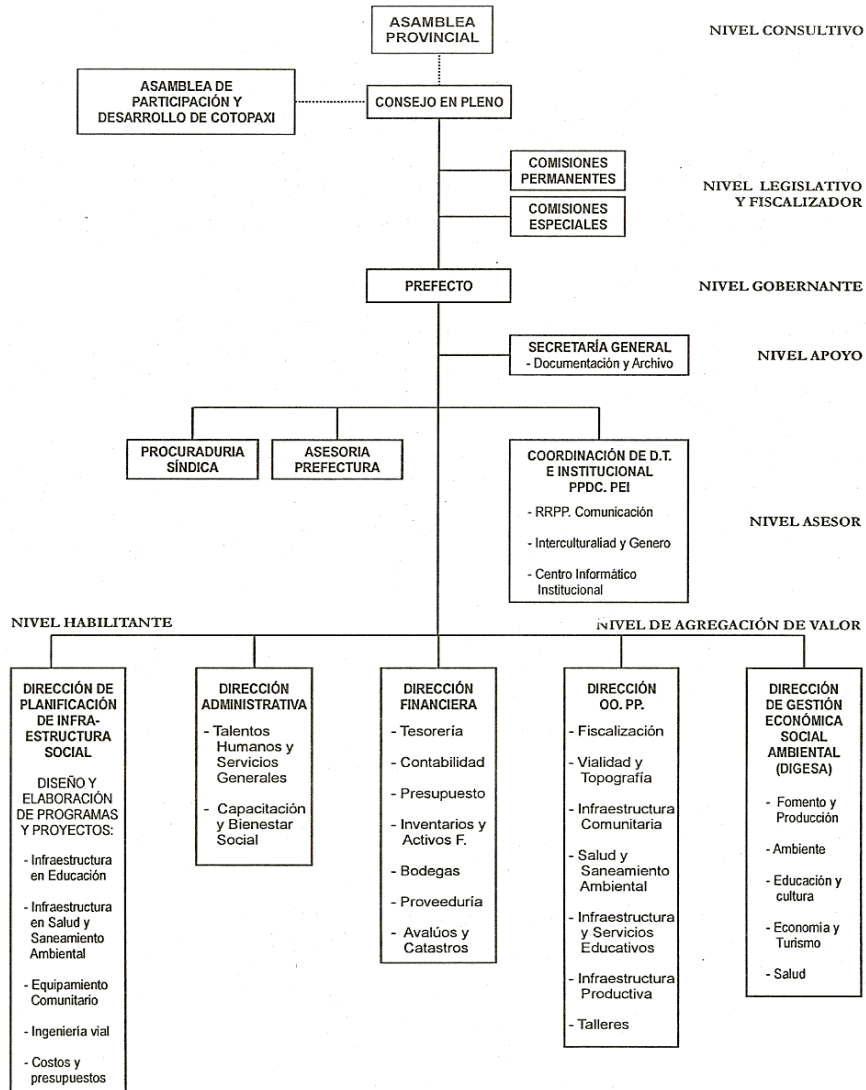 ASAMBLEA
PROVINCIAL
NIVEL CONSULTIVO
ASAMBLEA DE
PARTICIPACIÓN Y
DESARROLLO DE COTOPAXI
CONSEJO EN PLENO
COMISIONES
PERMANENTES
COMISIONES
ESPECIALES
NIVEL LEGISLATIVO
Y FISCALIZADOR
PREFECTO
NIVEL GOBERNANTE
SECRETARÍA GENERAL
- Documentación y Archivo
NIVEL APOYO
PROCURADURIA
SÍNDICA
ASESORIA
PREFECTURA
COORDINACIÓN DE D.T.
E INSTITUCIONAL
PPDC. PEI
- RRPP. Comunicación
- Interculturaliad y Genero
- Centro Informático
Institucional
NIVEL ASESOR
NIVEL HABILITANTE
NIVEL DE AGREGACIÓN DE VALOR
DIRECCIÓN DE
PLANIFICACIÓN
DE INFRA-
ESTRUCTURA
SOCIAL
DISEÑO Y
ELABORACIÓN
DE PROGRAMAS
Y PROYECTOS:
- Infraestructura
en Educación
- Infraestructura
en Salud y
Saneamiento
Ambiental
- Equipamiento
Comunitario
- Ingeniería vial
- Costos y
presupuestos
DIRECCIÓN
ADMINISTRATIVA
- Talentos
Humanos y
Servicios
Generales
- Capacitación
y Bienestar
Social
DIRECCIÓN
FINANCIERA
- Tesorería
- Contabilidad
- Presupuesto
- Inventarios y
Activos F.
- Bodegas
- Proveeduría
- Avalúos y
Catastros
DIRECCIÓN
OO. PP.
- Fiscalización
- Vialidad y
Topografía
- Infraestructura
Comunitaria
- Salud y
Saneamiento
Ambiental
- Infraestructura
y Servicios
Educativos
- Infraestructura
Productiva
- Talleres
DIRECCIÓN
DE GESTIÓN
ECONÓMICA
SOCIAL
AMBIENTAL
(DIGESA)
- Fomento y
Producción
- Ambiente
- Educación y
cultura
- Economía y
Turismo
- Salud